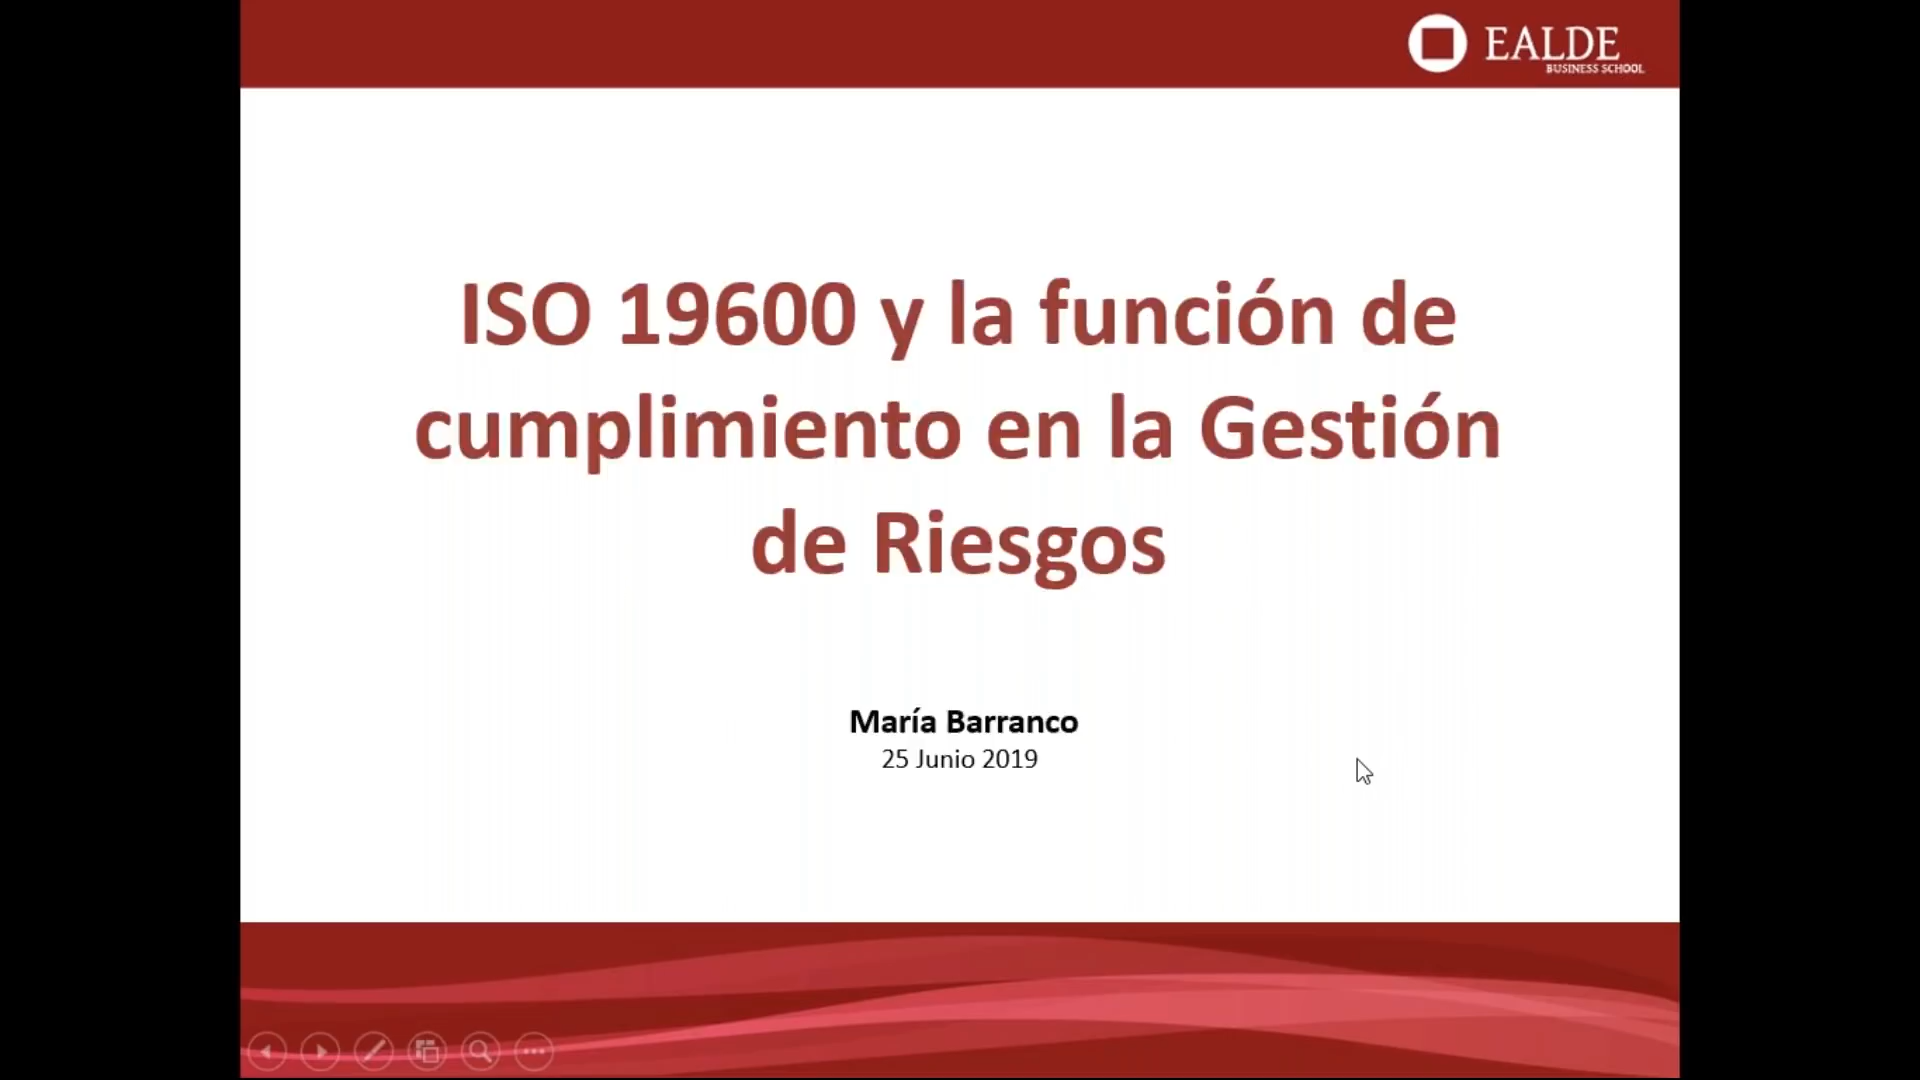 EALDE
BUSINESS SCHOOL
ISO 19600 y la función de
cumplimiento en la Gestión
de Riesgos
María Barranco
25 Junio 2019